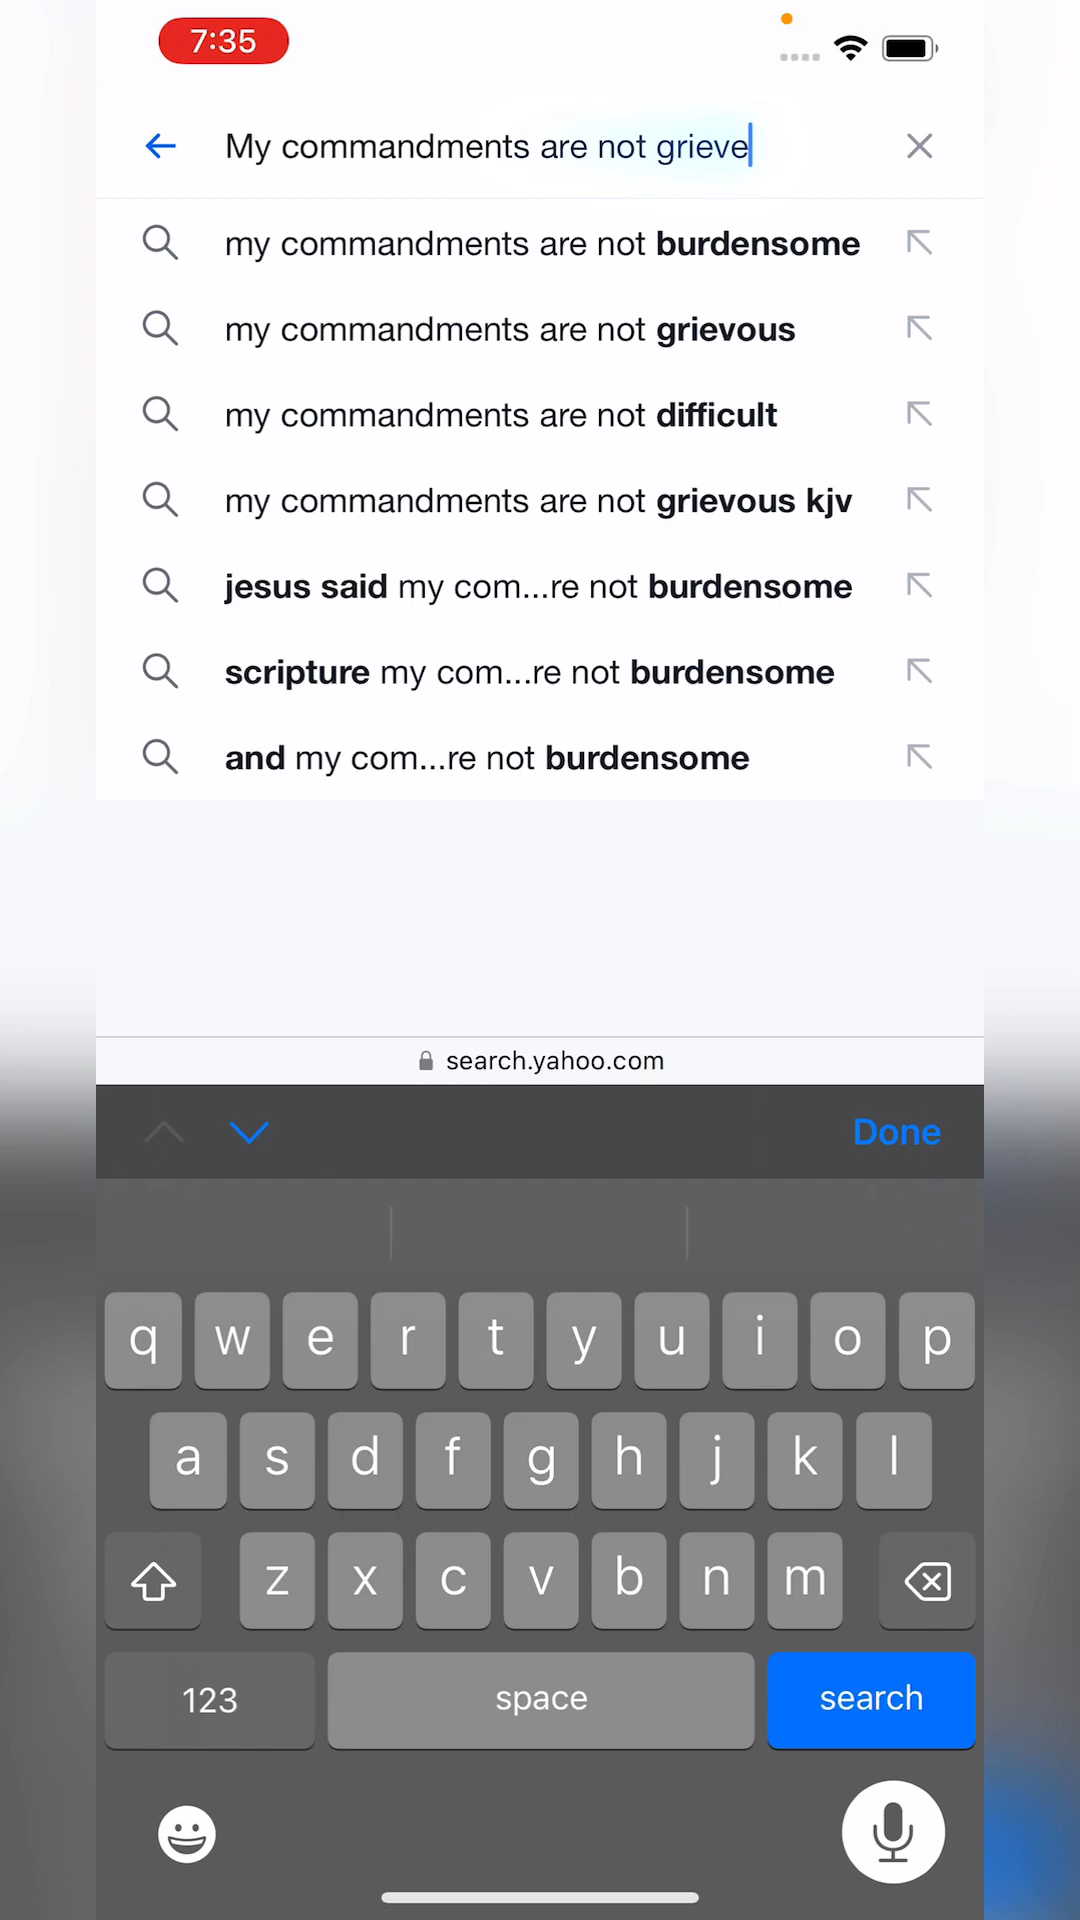 7:35
My commandments are not grieve
my commandments are not burdensome
my commandments are not grievous
my commandments are not difficult
my commandments are not grievous kjv
jesus said my com...re not burdensome
scripture my com...re not burdensome
and my com...re not burdensome
search.yahoo.com
Done
q w e r t y u i o p
a s d f g h j k l
z x c v b n m
123 space search